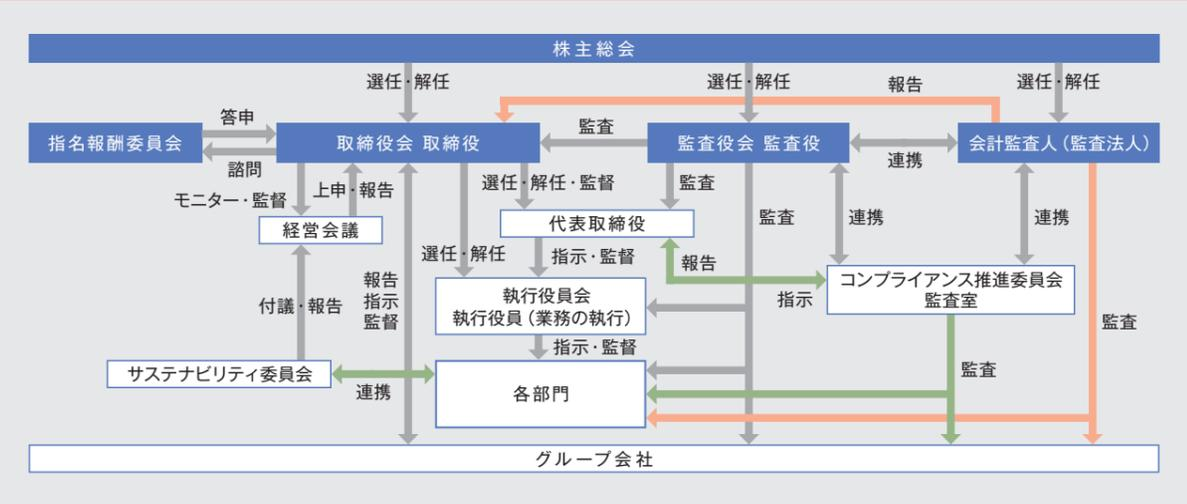 株主総会
選任・解任
選任・解任
報告
選任・解任
答申
監査
指名報酬委員会
取締役会 取締役
監査役会 監査役
会計監査人（監査法人）
諮問
連携
モニター・監督
上申・報告
選任・解任・監督
監査
監査
連携
連携
経営会議
代表取締役
選任・解任
指示・監督
報告
付議・報告
報告
指示
監督
執行役員会
執行役員（業務の執行）
指示
コンプライアンス推進委員会
監査室
監査
指示・監督
サステナビリティ委員会
連携
各部門
監査
グループ会社